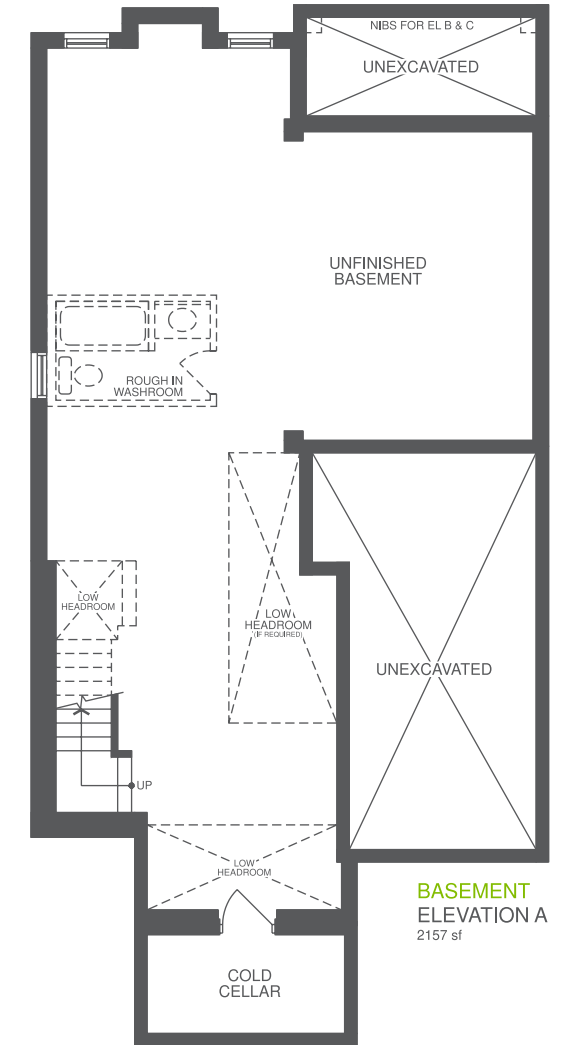 NIBS FOR EL B & C
UNEXCAVATED
UNFINISHED
BASEMENT
ROUGH IN
WASHROOM
LOW
HEADROOM
LOW
HEADROOM
(IF REQUIRED)
UNEXCAVATED
UP
LOW
HEADROOM
BASEMENT
ELEVATION A
2157 sf
COLD
CELLAR